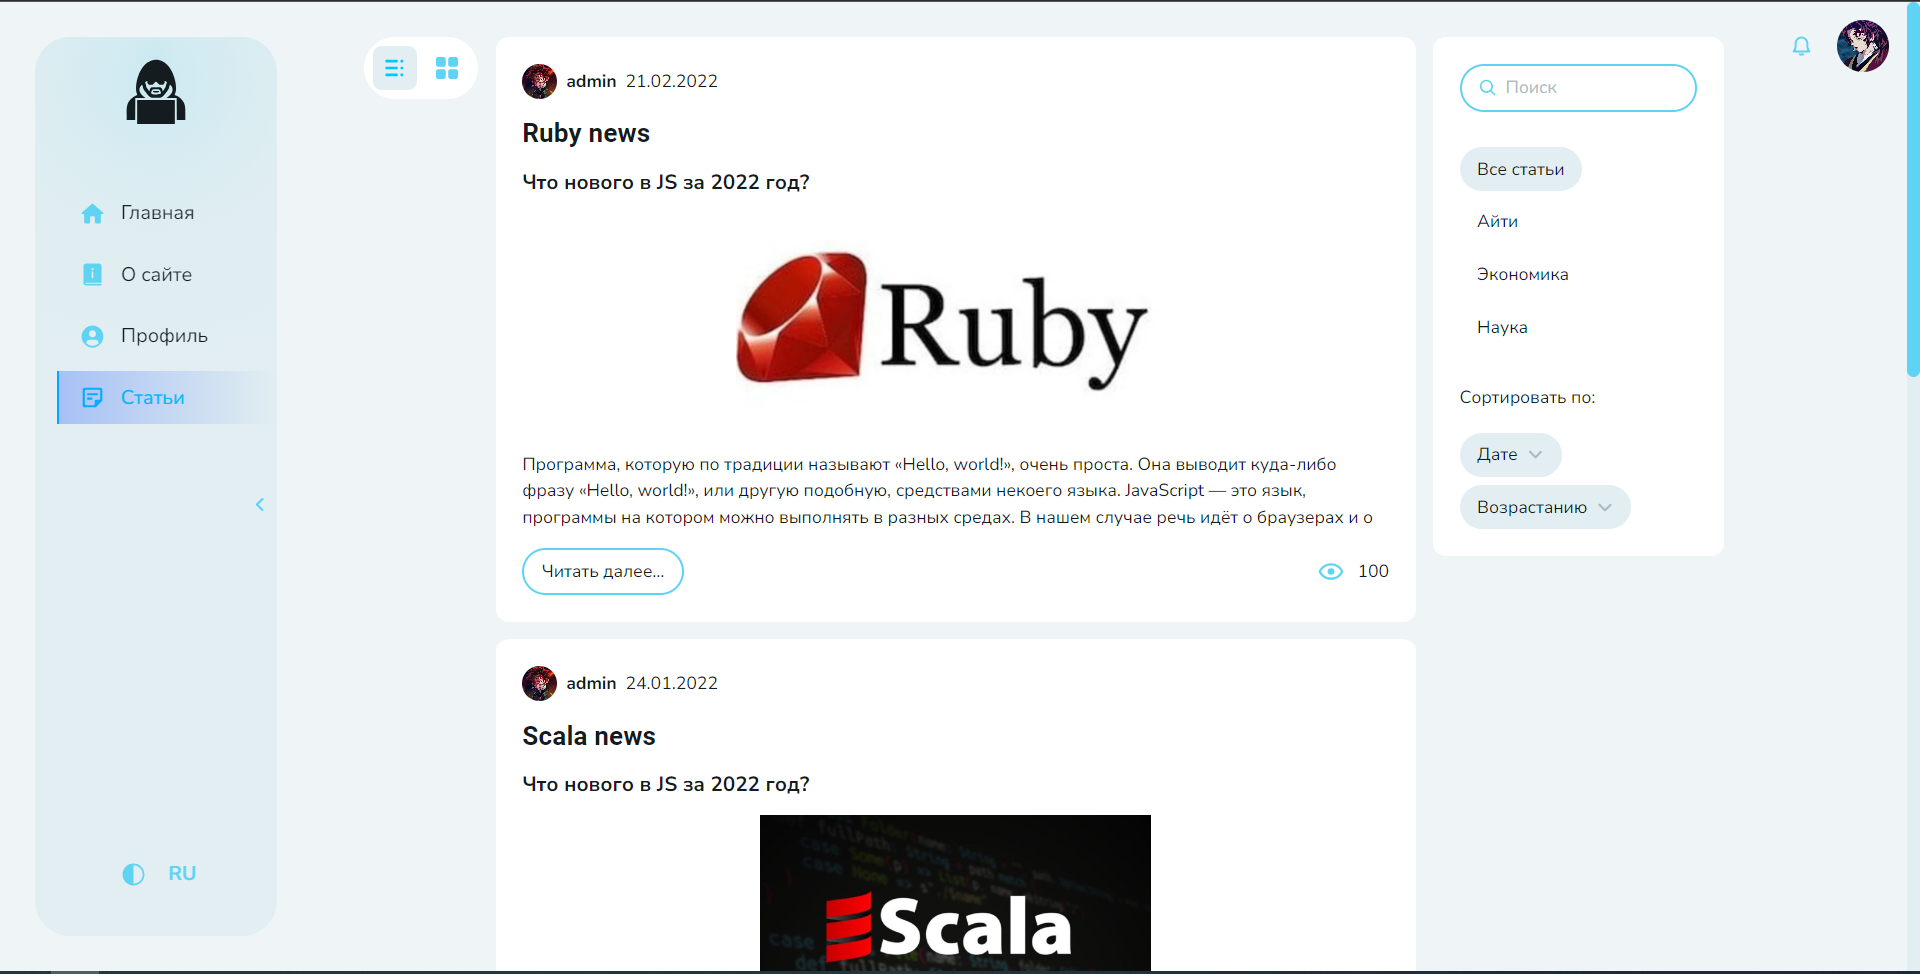 Главная
О сайте
Профиль
Статьи
RU
admin 21.02.2022
Ruby news
Что нового в JS за 2022 год?
Ruby
Программа, которую по традиции называют «Hello, world!», очень проста. Она выводит куда-либо
фразу «Hello, world!», или другую подобную, средствами некоего языка. JavaScript — это язык,
программы на котором можно выполнять в разных средах. В нашем случае речь идёт о браузерах и о
Читать далее...
100
admin 24.01.2022
Scala news
Что нового в JS за 2022 год?
Scala
Поиск
Все статьи
Айти
Экономика
Наука
Сортировать по:
Дате
Возрастанию